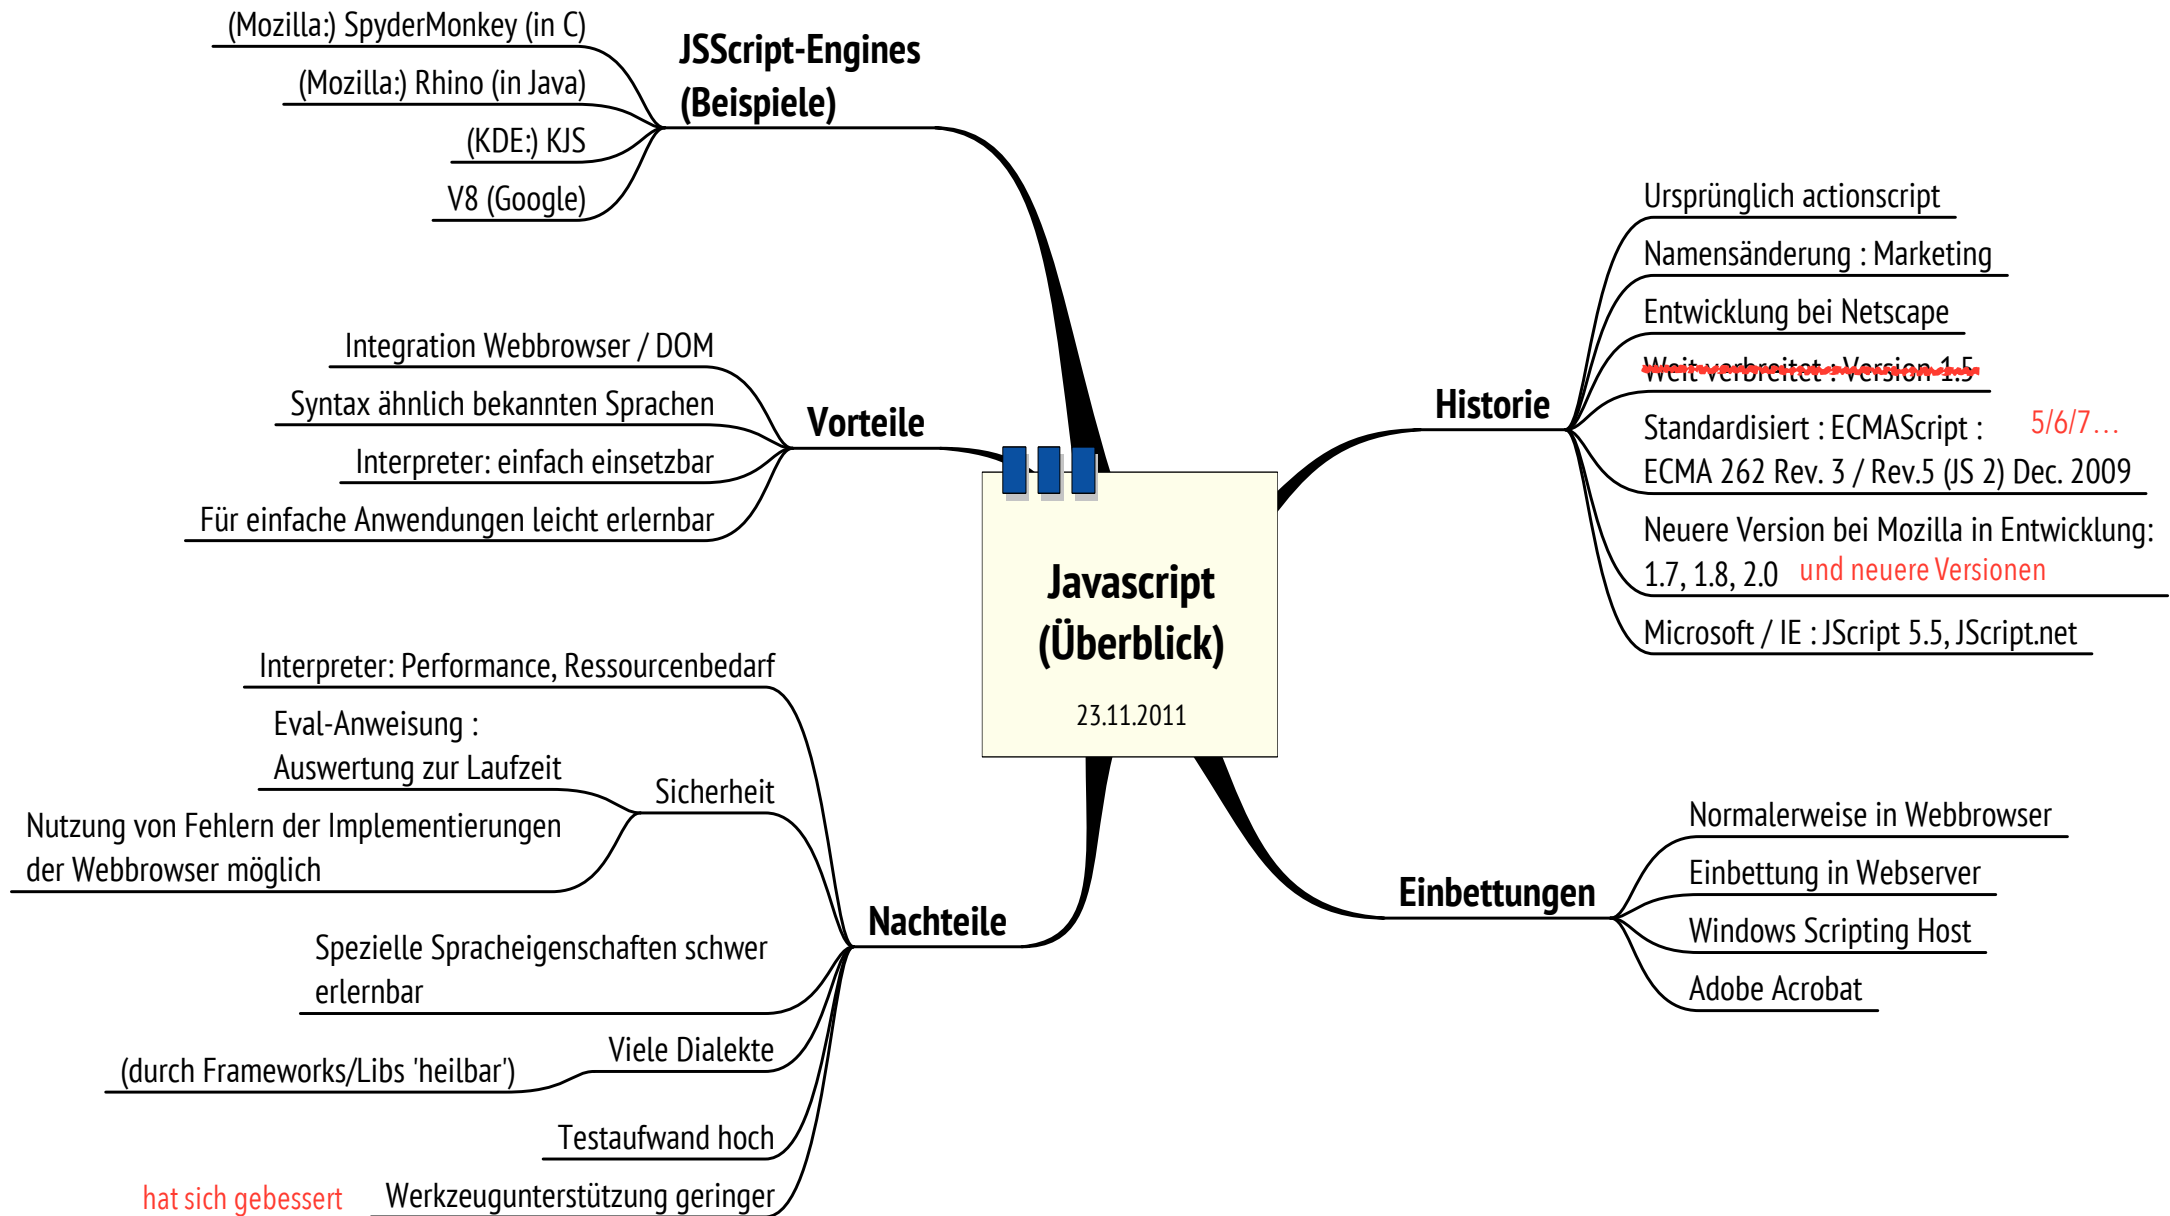 (Mozilla:) SpyderMonkey (in C)
(Mozilla:) Rhino (in Java)
(KDE:) KJS
V8 (Google)
JSScript-Engines
(Beispiele)
Integration Webbrowser / DOM
Syntax ähnlich bekannten Sprachen
Interpreter: einfach einsetzbar
Für einfache Anwendungen leicht erlernbar
Vorteile
Interpreter: Performance, Ressourcenbedarf
Eval-Anweisung :
Auswertung zur Laufzeit
Nutzung von Fehlern der Implementierungen
der Webbrowser möglich
Sicherheit
Spezielle Spracheigenschaften schwer
erlernbar
(durch Frameworks/Libs 'heilbar')
Viele Dialekte
Testaufwand hoch
hat sich gebessert
Werkzeugunterstützung geringer
Nachteile
Javascript
(Überblick)
23.11.2011
Historie
Ursprünglich actionscript
Namensänderung : Marketing
Entwicklung bei Netscape
Weit verbreitet : Version 1.5
Standardisiert : ECMAScript : 5/6/7...
ECMA 262 Rev. 3 / Rev.5 (JS 2) Dec. 2009
Neuere Version bei Mozilla in Entwicklung:
1.7, 1.8, 2.0 und neuere Versionen
Microsoft / IE : JScript 5.5, JScript.net
Einbettungen
Normalerweise in Webbrowser
Einbettung in Webserver
Windows Scripting Host
Adobe Acrobat